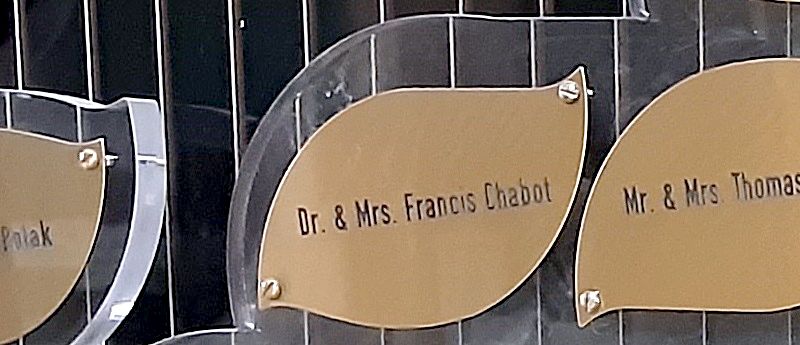 Polak
Dr. & Mrs. Francis Chabot
Mr. & Mrs. Thomas